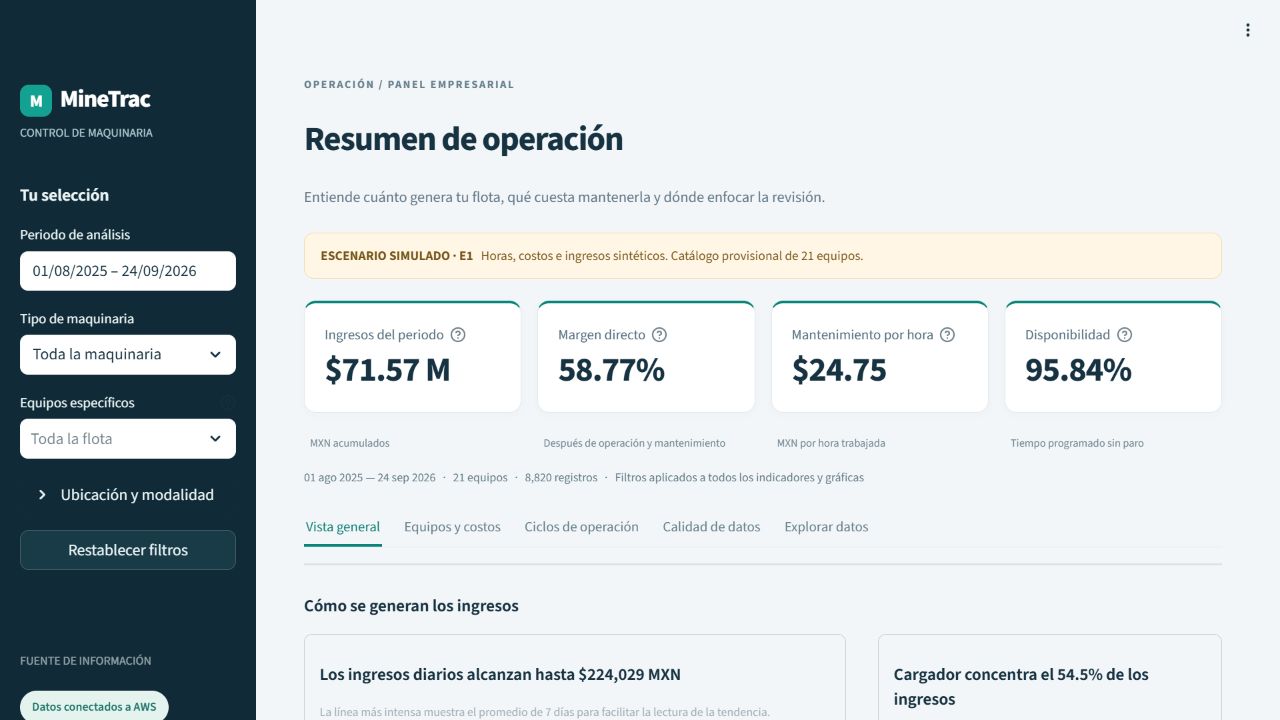 M MineTrac
CONTROL DE MAQUINARIA
Tu selección
Periodo de análisis
01/08/2025 – 24/09/2026
Tipo de maquinaria
Toda la maquinaria
Equipos específicos
Toda la flota
Ubicación y modalidad
Restablecer filtros
FUENTE DE INFORMACIÓN
Datos conectados a AWS
OPERACIÓN / PANEL EMPRESARIAL
Resumen de operación
Entiende cuánto genera tu flota, qué cuesta mantenerla y dónde enfocar la revisión.
ESCENARIO SIMULADO · E1 Horas, costos e ingresos sintéticos. Catálogo provisional de 21 equipos.
Ingresos del periodo
$71.57 M
MXN acumulados
Margen directo
58.77%
Después de operación y mantenimiento
Mantenimiento por hora
$24.75
MXN por hora trabajada
Disponibilidad
95.84%
Tiempo programado sin paro
01 ago 2025 — 24 sep 2026 · 21 equipos · 8,820 registros · Filtros aplicados a todos los indicadores y gráficas
Vista general Equipos y costos Ciclos de operación Calidad de datos Explorar datos
Cómo se generan los ingresos
Los ingresos diarios alcanzan hasta $224,029 MXN
La línea más intensa muestra el promedio de 7 días para facilitar la lectura de la tendencia.
Cargador concentra el 54.5% de los
ingresos